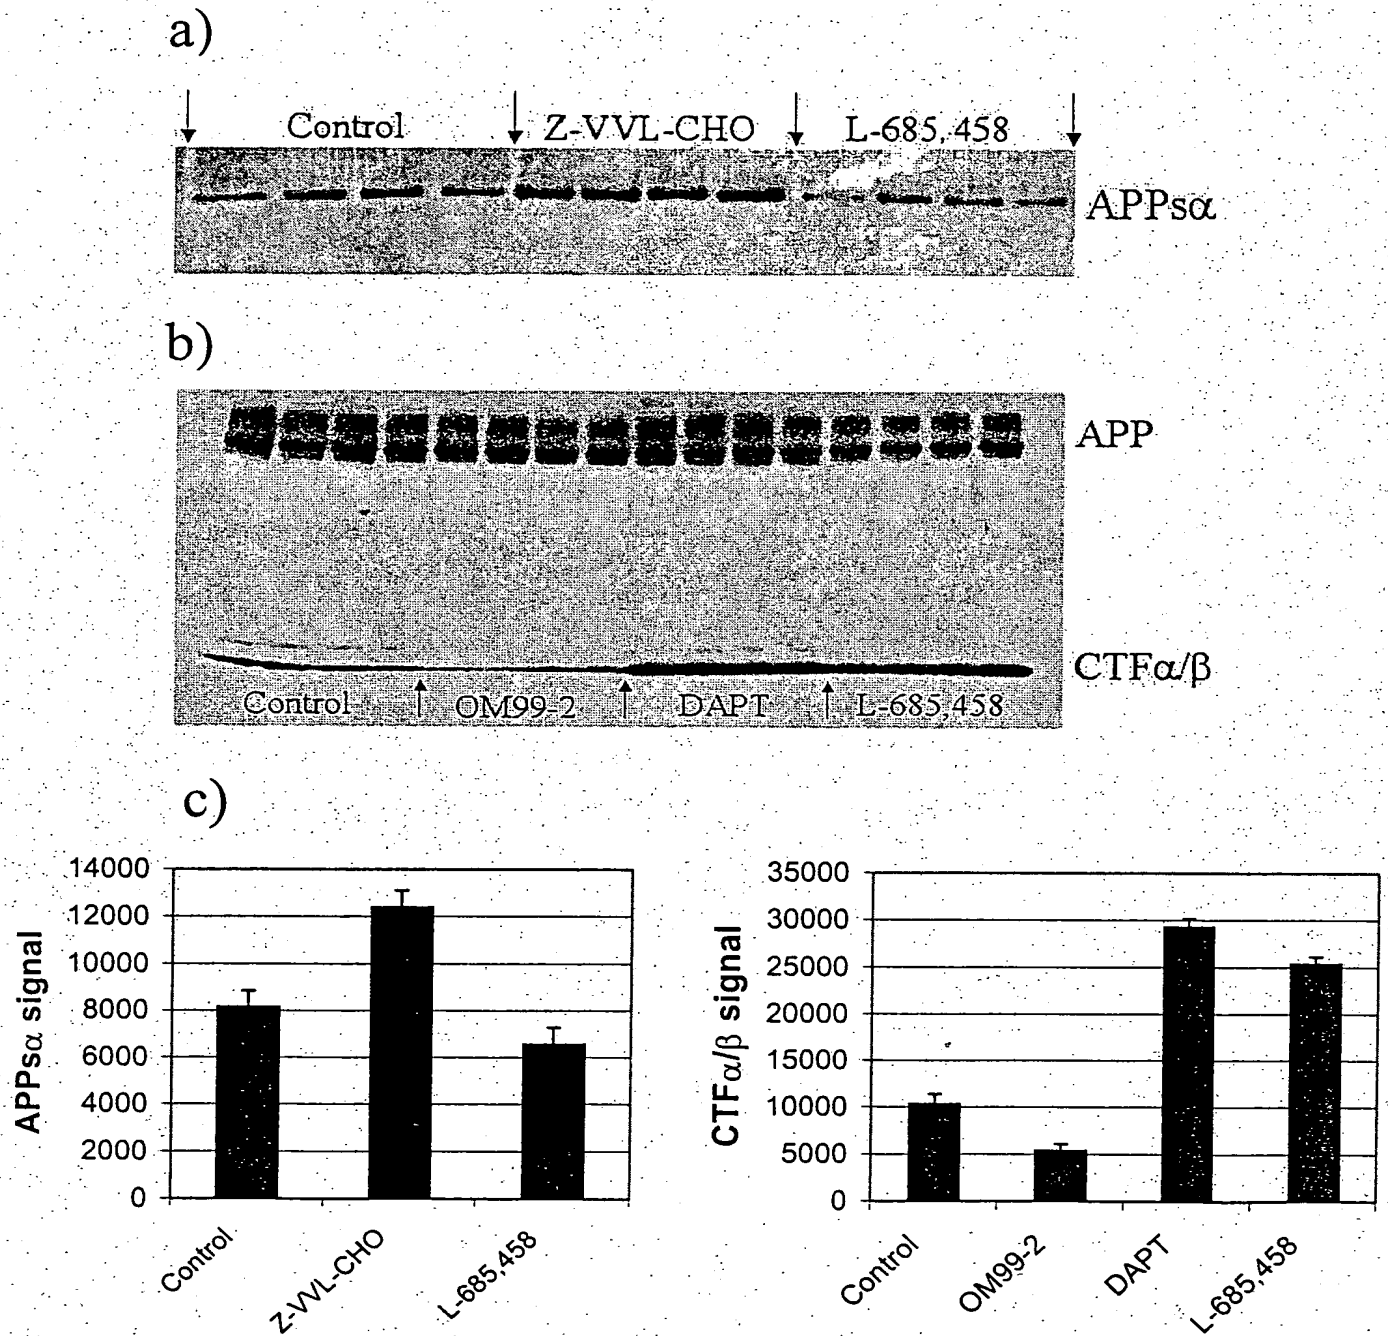 a)
Control Z-VVL-CHO L-685,458
APPsα
b)
APP
CTFα/β
Control OM99-2 DAPT L-685,458
c)
14000
12000
10000
8000
6000
4000
2000
0
APPsα signal
Control Z-VVL-CHO L-685,458
35000
30000
25000
20000
15000
10000
5000
0
CTFα/β signal
Control OM99-2 DAPT L-685,458